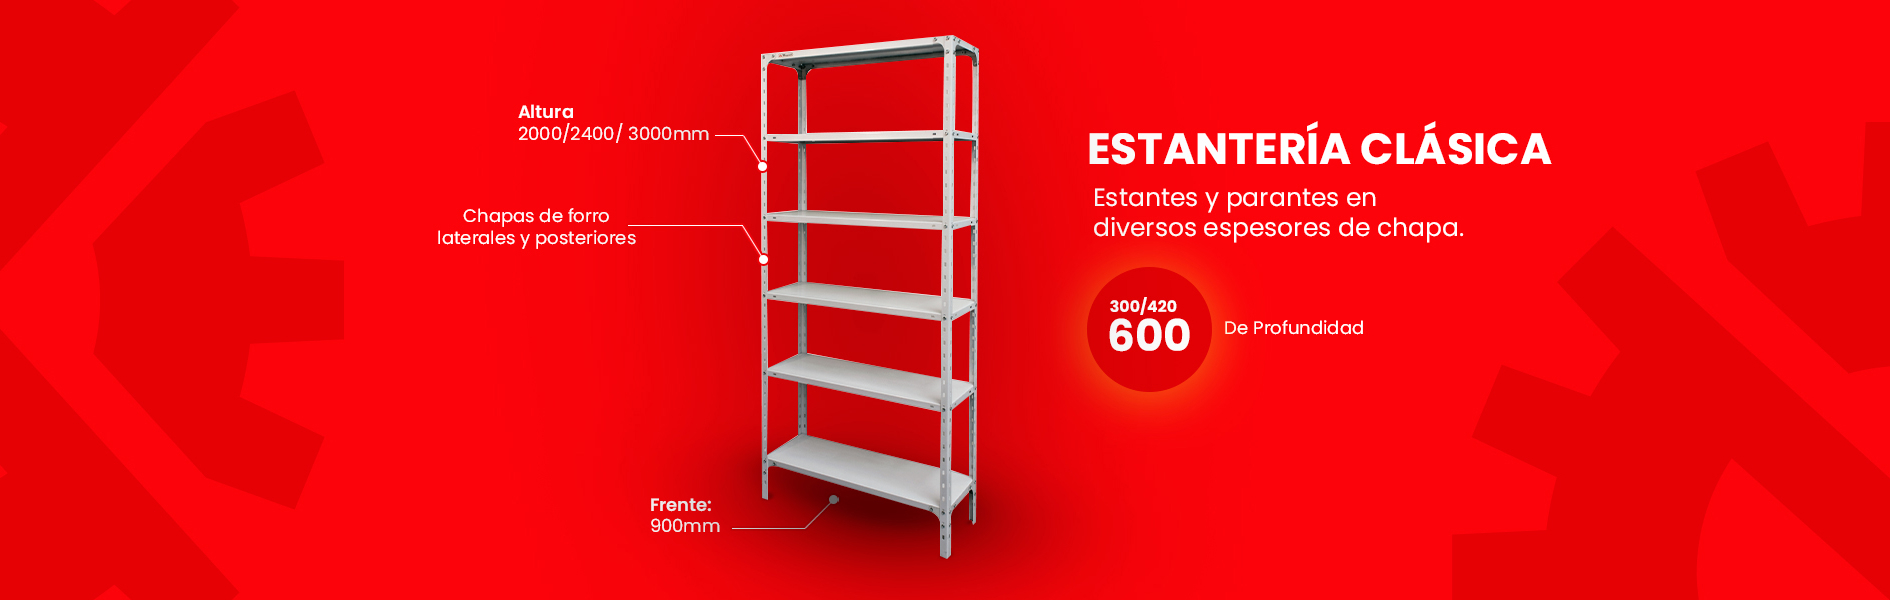 Altura
2000/2400/ 3000mm
Chapas de forro
laterales y posteriores
Frente:
900mm
ESTANTERÍA CLÁSICA
Estantes y parantes en
diversos espesores de chapa.
300/420
600
De Profundidad